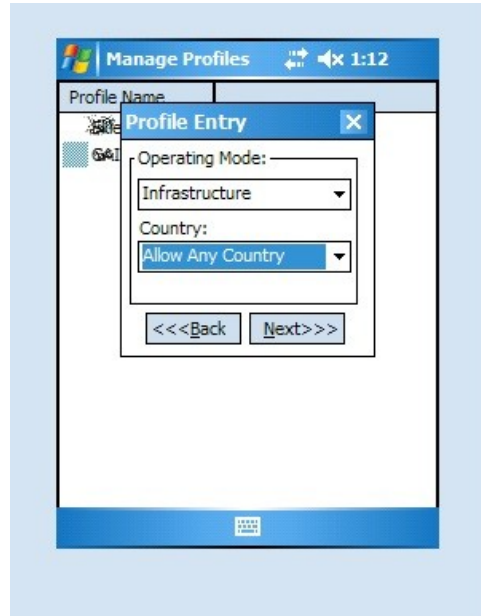 Manage Profiles 1:12
Profile Name
Profile Entry
Operating Mode:
Infrastructure
Country:
Allow Any Country
<<<Back Next>>>